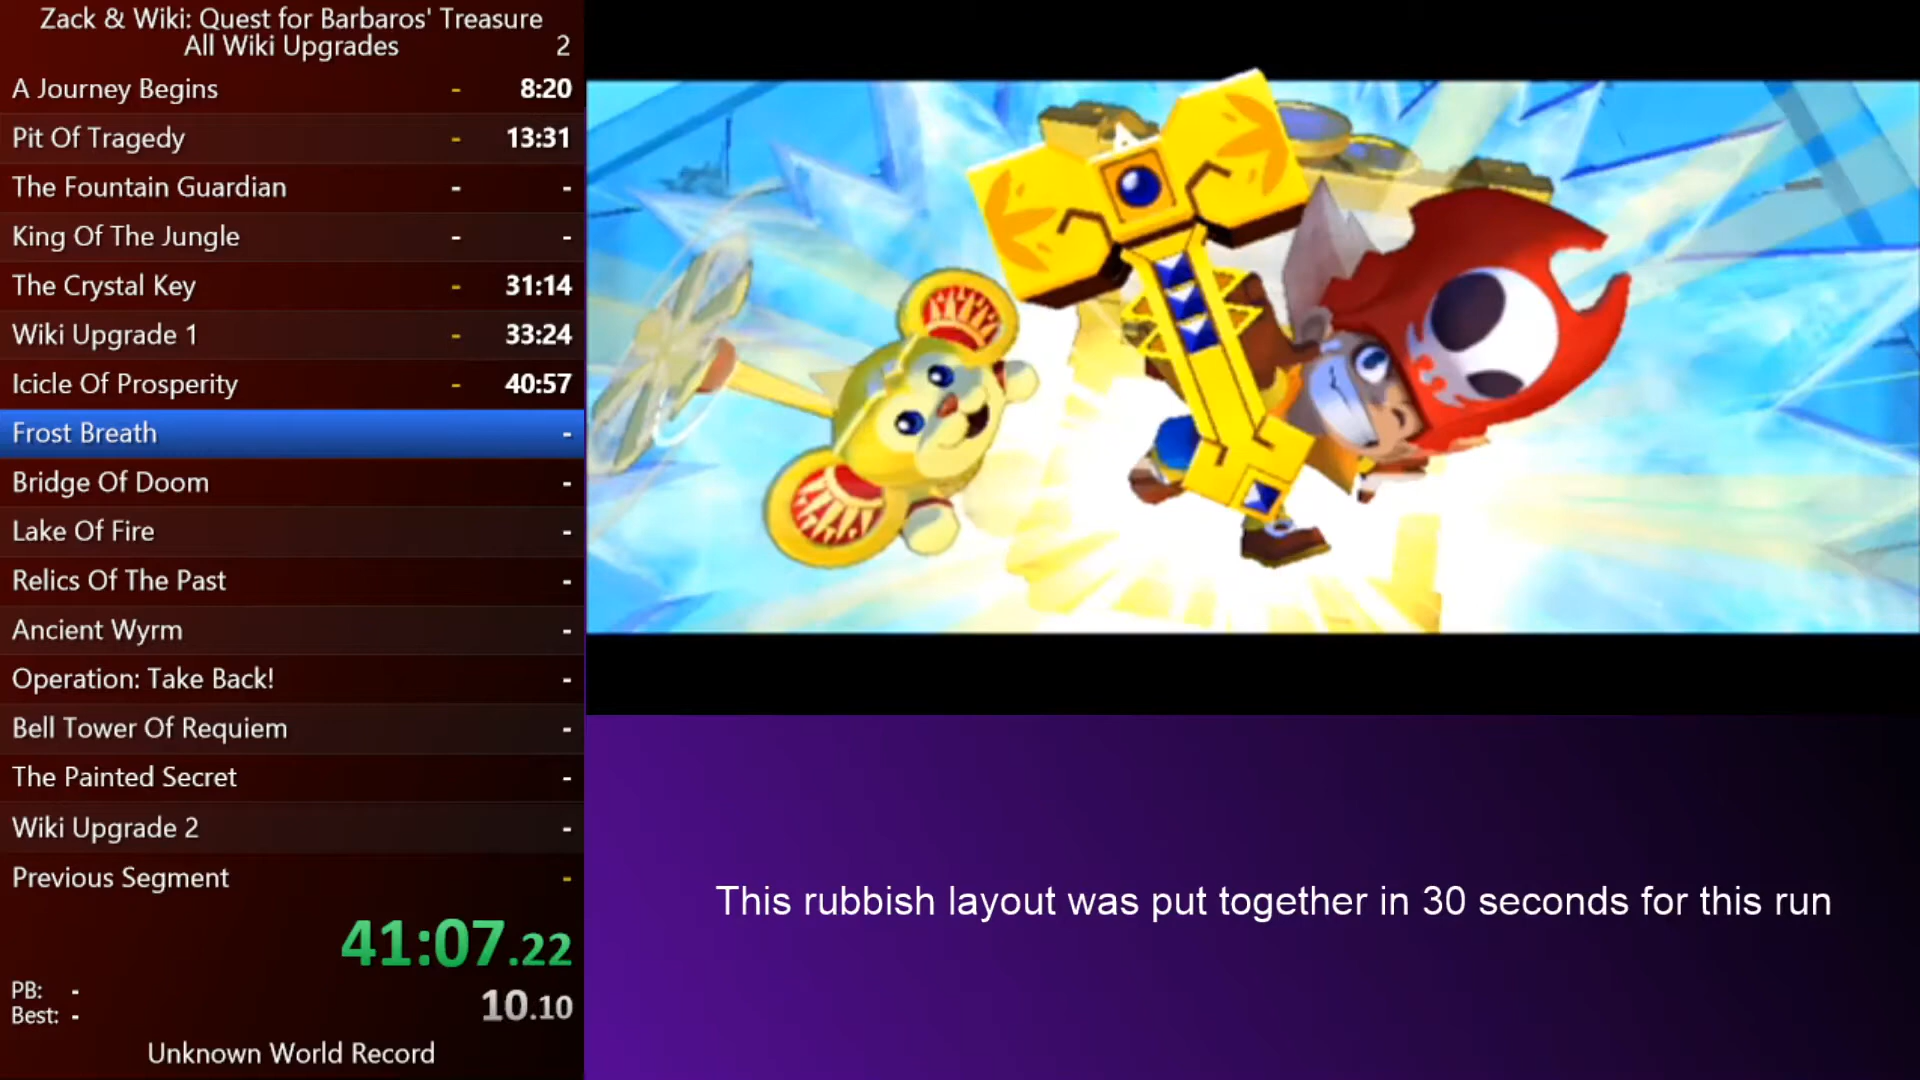 Zack & Wiki: Quest for Barbaros' Treasure
All Wiki Upgrades 2
A Journey Begins - 8:20
Pit Of Tragedy - 13:31
The Fountain Guardian - -
King Of The Jungle - -
The Crystal Key - 31:14
Wiki Upgrade 1 - 33:24
Icicle Of Prosperity - 40:57
Frost Breath -
Bridge Of Doom -
Lake Of Fire -
Relics Of The Past -
Ancient Wyrm -
Operation: Take Back! -
Bell Tower Of Requiem -
The Painted Secret -
Wiki Upgrade 2 -
Previous Segment -
41:07.22
PB: -
Best: -
10.10
Unknown World Record
This rubbish layout was put together in 30 seconds for this run